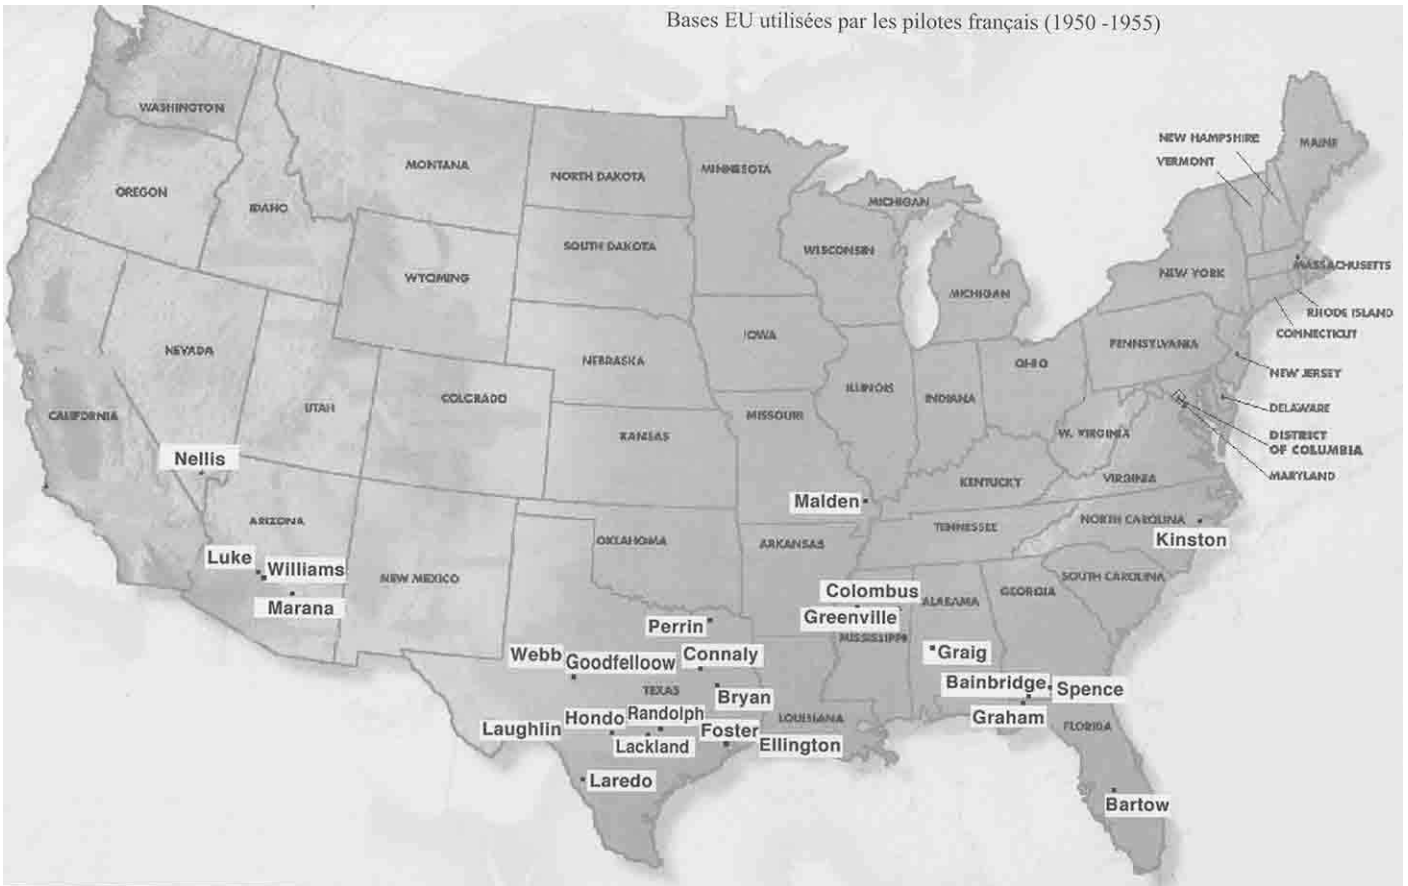 Bases EU utilisées par les pilotes français (1950 -1955)
WASHINGTON
MONTANA
NORTH DAKOTA
MINNESOTA
NEW HAMPSHIRE
VERMONT
MAINE
OREGON
IDAHO
MICHIGAN
SOUTH DAKOTA
WISCONSIN
WYOMING
NEW YORK
MASSACHUSETTS
MICHIGAN
RHODE ISLAND
CONNECTICUT
NEVADA
IOWA
NEBRASKA
PENNSYLVANIA
OHIO
NEW JERSEY
CALIFORNIA
UTAH
COLORADO
ILLINOIS
INDIANA
DELAWARE
KANSAS
MISSOURI
W. VIRGINIA
DISTRICT
OF COLUMBIA
MARYLAND
Nellis
KENTUCKY
VIRGINIA
Malden
ARIZONA
OKLAHOMA
ARKANSAS
TENNESSEE
NORTH CAROLINA
Kinston
Luke
Williams
Marana
NEW MEXICO
Colombus
Greenville
ALABAMA
GEORGIA
SOUTH CAROLINA
Perrin
MISSISSIPPI
Webb
Goodfelloow
Connaly
Graig
TEXAS
Bryan
Bainbridge
Spence
Graham
Laughlin
Hondo
Randolph
Lackland
Foster
Ellington
LOUISIANA
FLORIDA
Laredo
Bartow